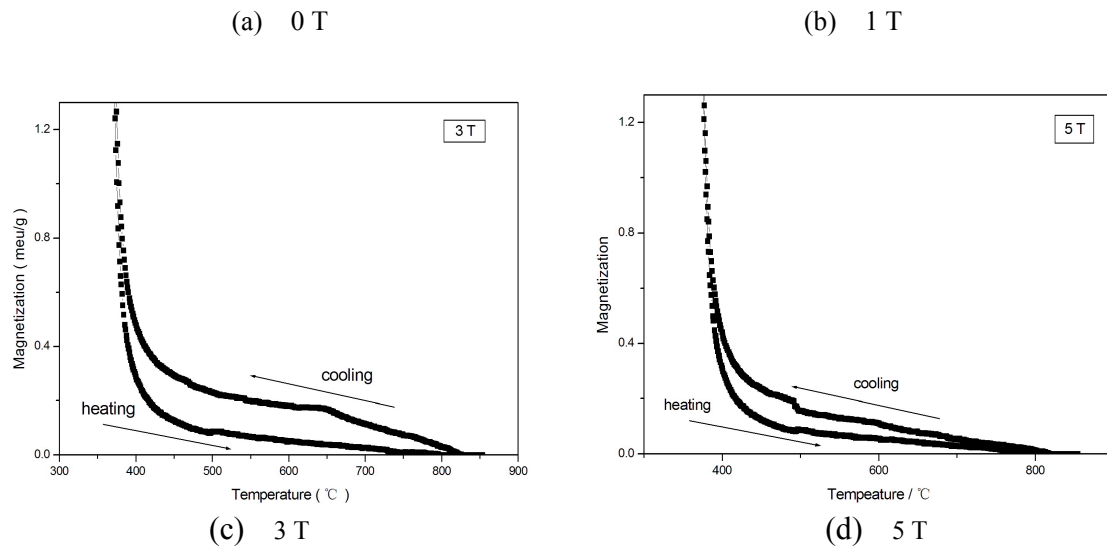 (a) 0 T
(b) 1 T
3 T
1.2
0.8
0.4
0.0
Magnetization ( meu/g )
cooling
heating
300 400 500 600 700 800 900
Temperature ( ℃ )
(c) 3 T
5 T
1.2
0.8
0.4
0.0
Magnetization
cooling
heating
400 600 800
Tempeature / ℃
(d) 5 T